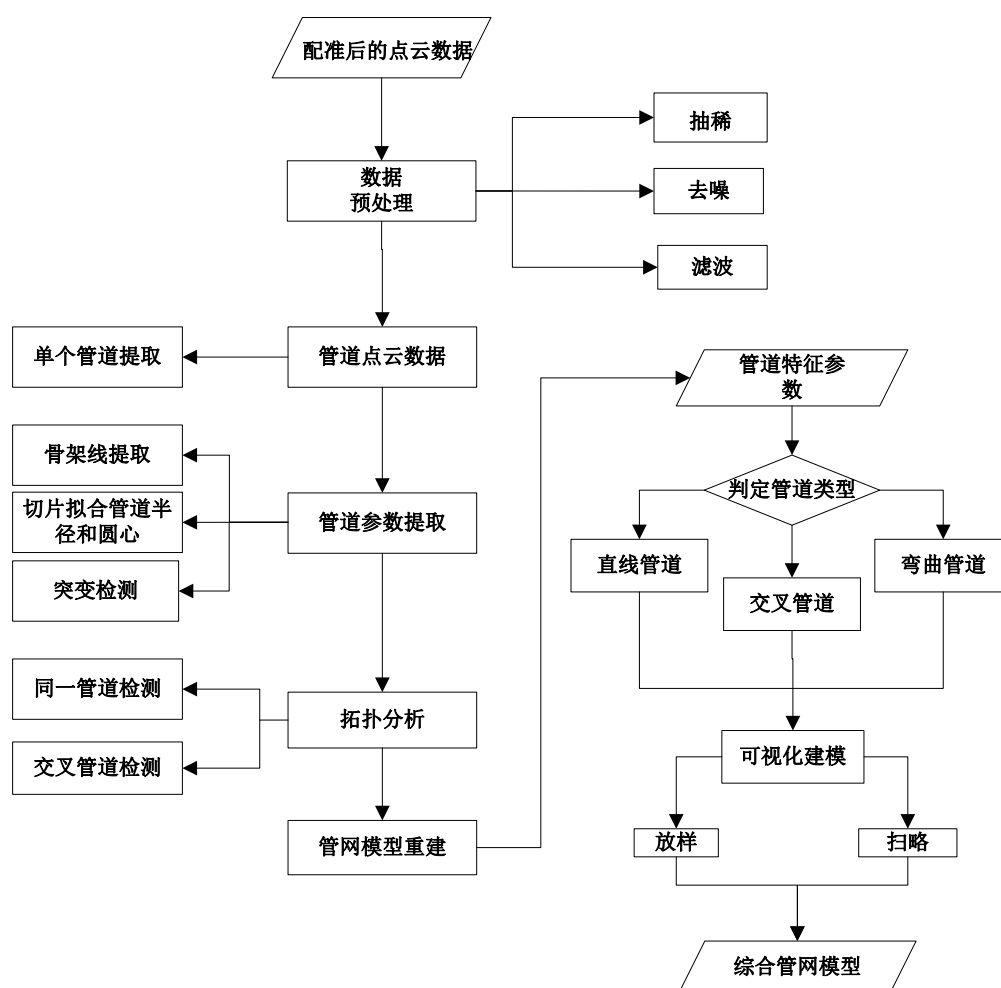 配准后的点云数据
抽稀
数据
预处理
去噪
滤波
单个管道提取
管道点云数据
骨架线提取
切片拟合管道半
径和圆心
管道参数提取
突变检测
同一管道检测
拓扑分析
交叉管道检测
管网模型重建
管道特征参
数
判定管道类型
直线管道
弯曲管道
交叉管道
可视化建模
放样
扫略
综合管网模型